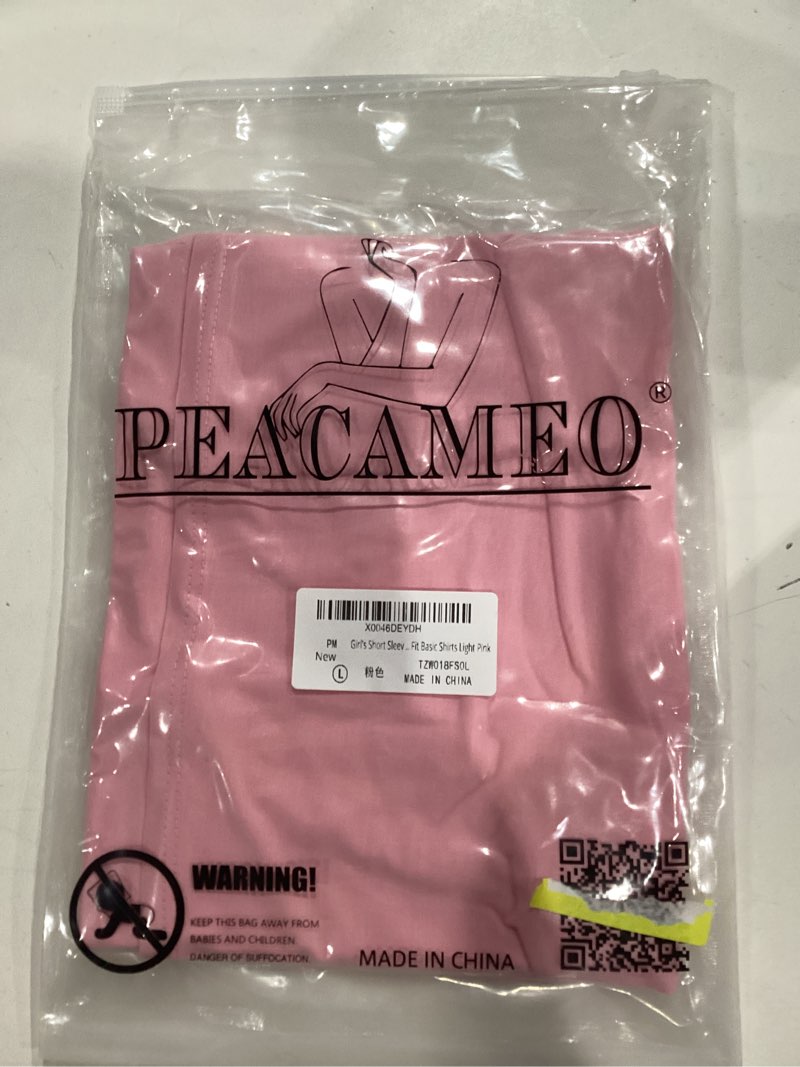 PEACAMEO®
X0046DEYDH
PM Girl's Short Sleev... Fit Basic Shirts Light Pink
New TZW018FS0L
L 粉色 MADE IN CHINA
WARNING!
KEEP THIS BAG AWAY FROM
BABIES AND CHILDREN.
DANGER OF SUFFOCATION.
MADE IN CHINA